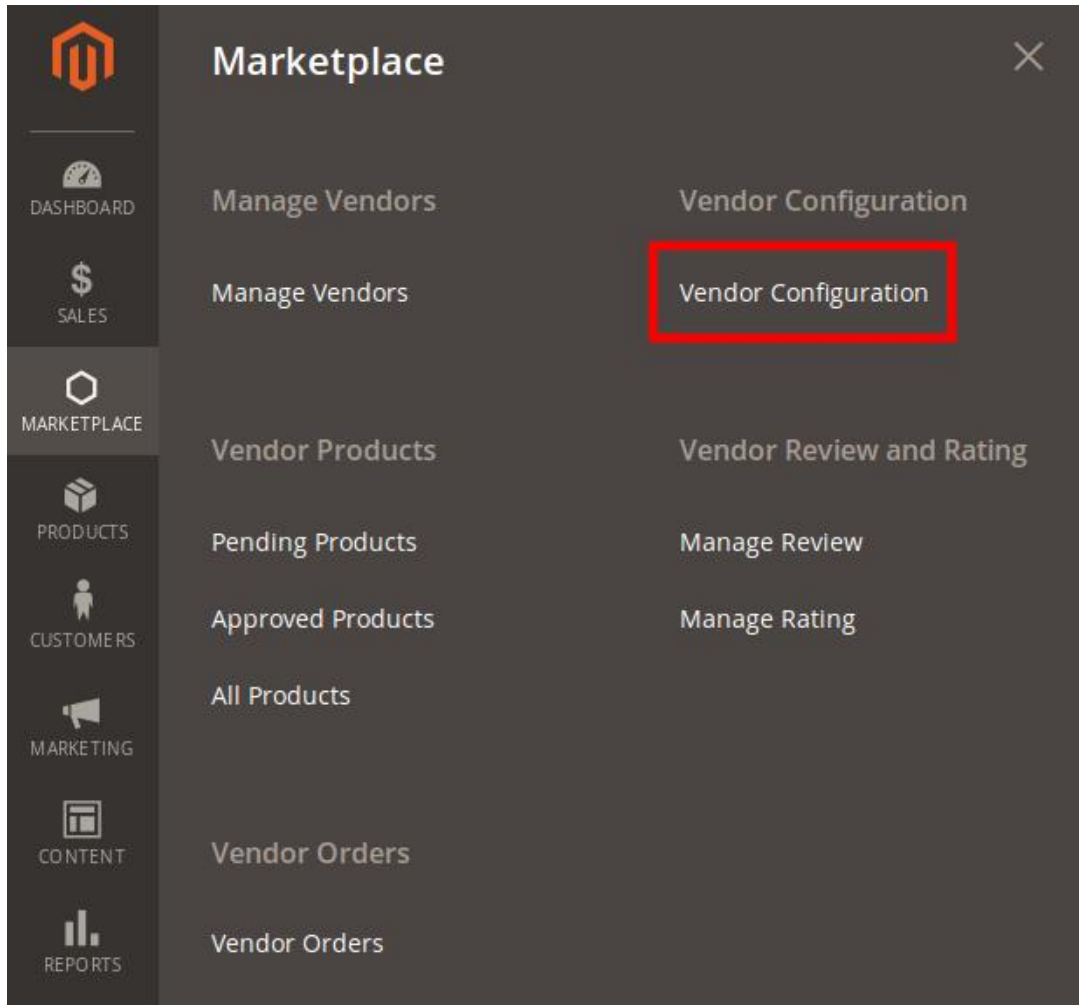 DASHBOARD
SALES
MARKETPLACE
PRODUCTS
CUSTOMERS
MARKETING
CONTENT
REPORTS
Marketplace
Manage Vendors
Manage Vendors
Vendor Products
Pending Products
Approved Products
All Products
Vendor Orders
Vendor Orders
Vendor Configuration
Vendor Configuration
Vendor Review and Rating
Manage Review
Manage Rating